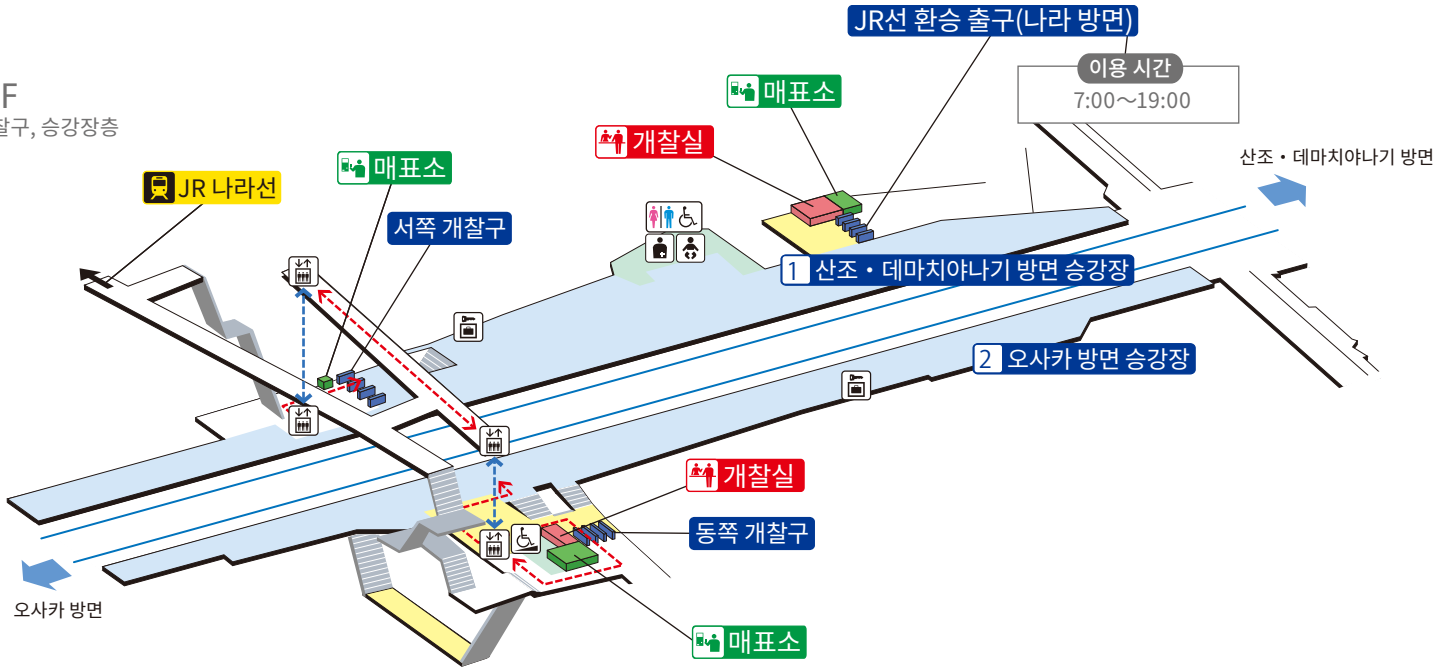 JR선 환승 출구(나라 방면)
이용 시간
7:00～19:00
F
찰구, 승강장층
매표소
개찰실
산조・데마치야나기 방면
매표소
JR 나라선
서쪽 개찰구
1 산조・데마치야나기 방면 승강장
2 오사카 방면 승강장
개찰실
동쪽 개찰구
오사카 방면
매표소